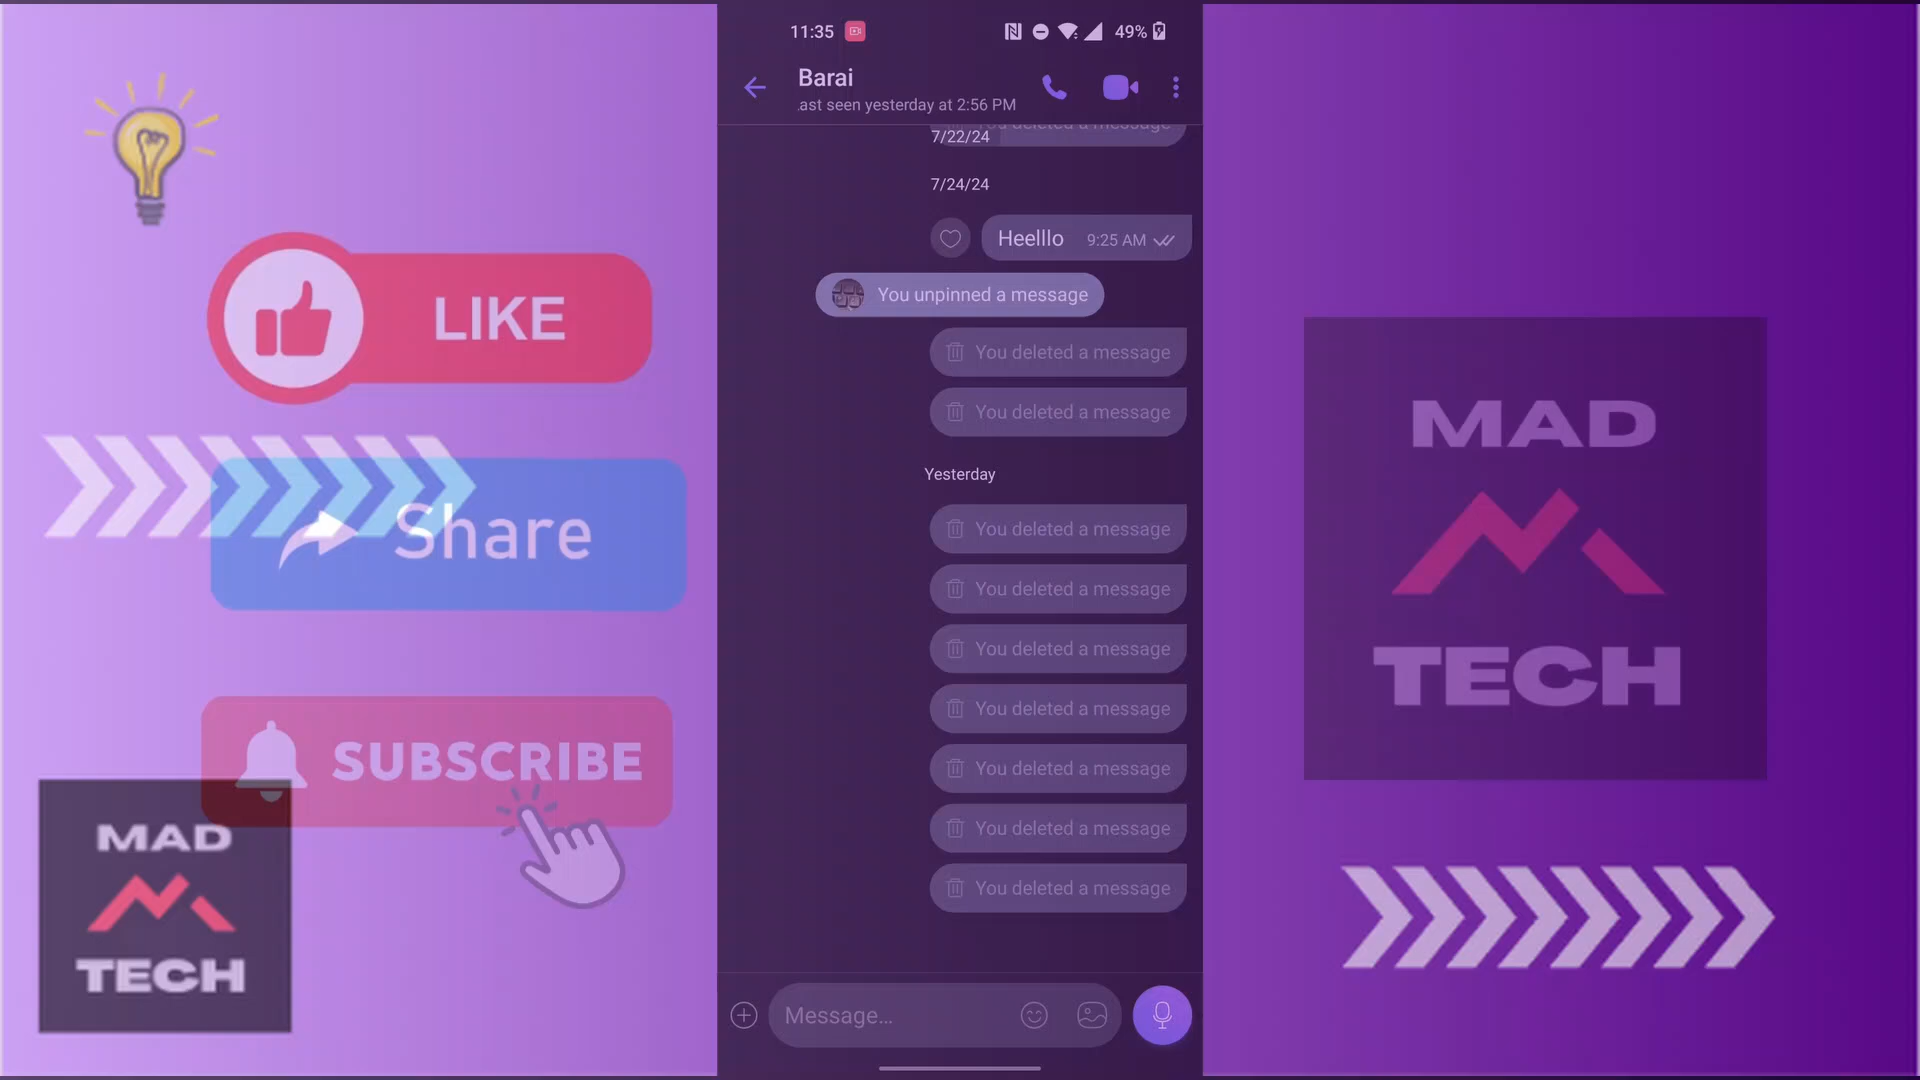 LIKE
Share
SUBSCRIBE
MAD
TECH
11:35
49%
Barai
ast seen yesterday at 2:56 PM
You deleted a message
7/22/24
7/24/24
Heelllo 9:25 AM
You unpinned a message
You deleted a message
You deleted a message
Yesterday
You deleted a message
You deleted a message
You deleted a message
You deleted a message
You deleted a message
You deleted a message
You deleted a message
Message...
MAD
TECH